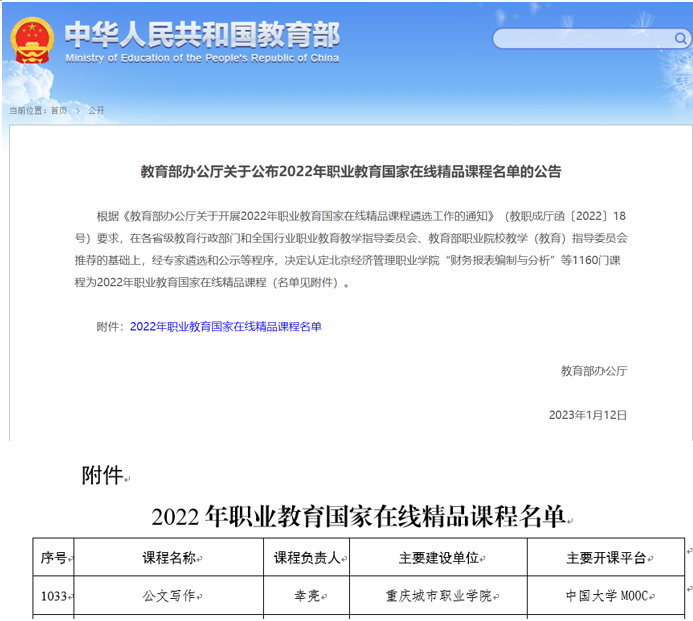 中华人民共和国教育部
Ministry of Education of the People's Republic of China
当前位置：首页 > 公开
教育部办公厅关于公布2022年职业教育国家在线精品课程名单的公告
根据《教育部办公厅关于开展2022年职业教育国家在线精品课程遴选工作的通知》（教职成厅函〔2022〕18
号）要求，在各省级教育行政部门和全国行业职业教育教学指导委员会、教育部职业院校教学（教育）指导委员会
推荐的基础上，经专家遴选和公示等程序，决定认定北京经济管理职业学院“财务报表编制与分析”等1160门课
程为2022年职业教育国家在线精品课程（名单见附件）。
附件：2022年职业教育国家在线精品课程名单
教育部办公厅
2023年1月12日
附件
2022 年职业教育国家在线精品课程名单
序号 课程名称 课程负责人 主要建设单位 主要开课平台
1033 公文写作 幸亮 重庆城市职业学院 中国大学 MOOC